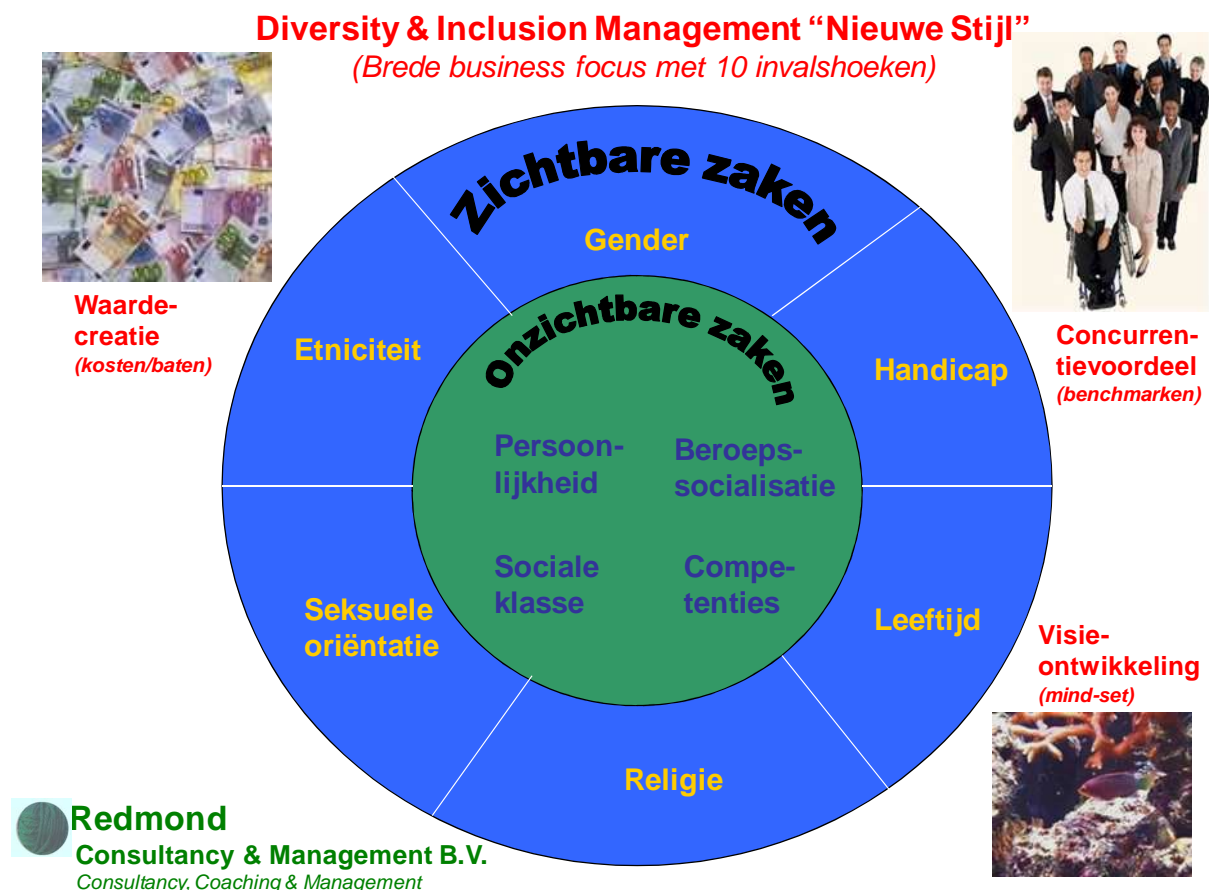 Diversity & Inclusion Management “Nieuwe Stijl”
(Brede business focus met 10 invalshoeken)
Zichtbare zaken
Gender
Waarde-
creatie
(kosten/baten)
Etniciteit
Onzichtbare zaken
Handicap
Concurren-
tievoordeel
(benchmarken)
Persoon-
lijkheid
Beroeps-
socialisatie
Sociale
klasse
Compe-
tenties
Seksuele
oriëntatie
Leeftijd
Visie-
ontwikkeling
(mind-set)
Religie
Redmond
Consultancy & Management B.V.
Consultancy, Coaching & Management